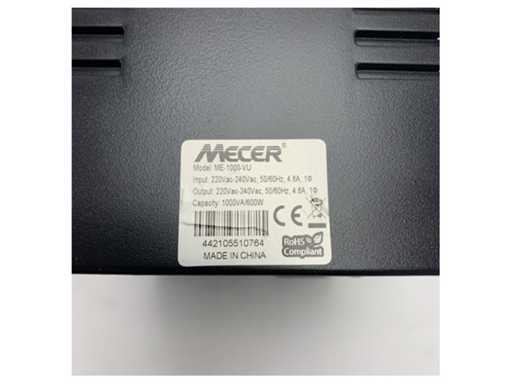 MECER®
Model: ME-1000-VU
Input: 220Vac-240Vac, 50/60Hz, 4.6A, 1Φ
Output: 220Vac-240Vac, 50/60Hz, 4.6A, 1Φ
Capacity: 1000VA/600W
CE
442105510764
RoHS
Compliant
MADE IN CHINA